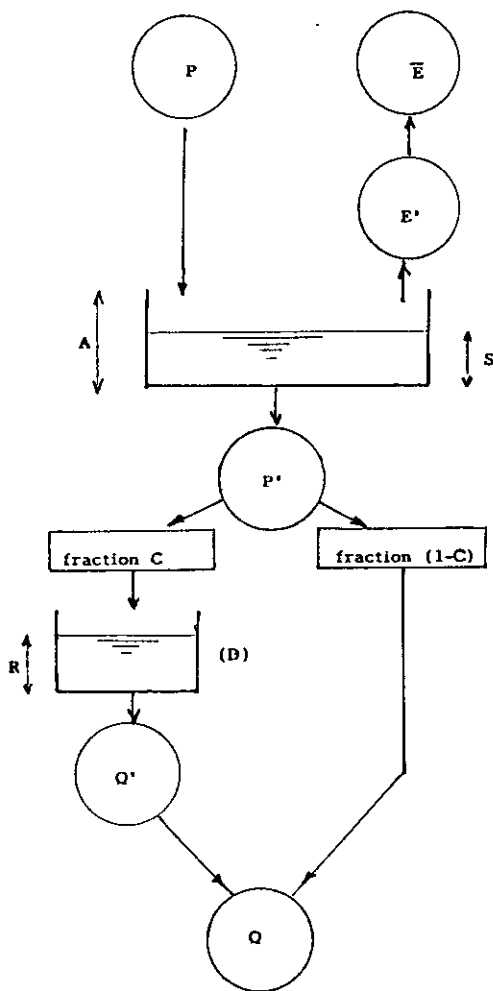 P
E̅
E'
A
S
P'
fraction C
fraction (1-C)
R
(D)
Q'
Q